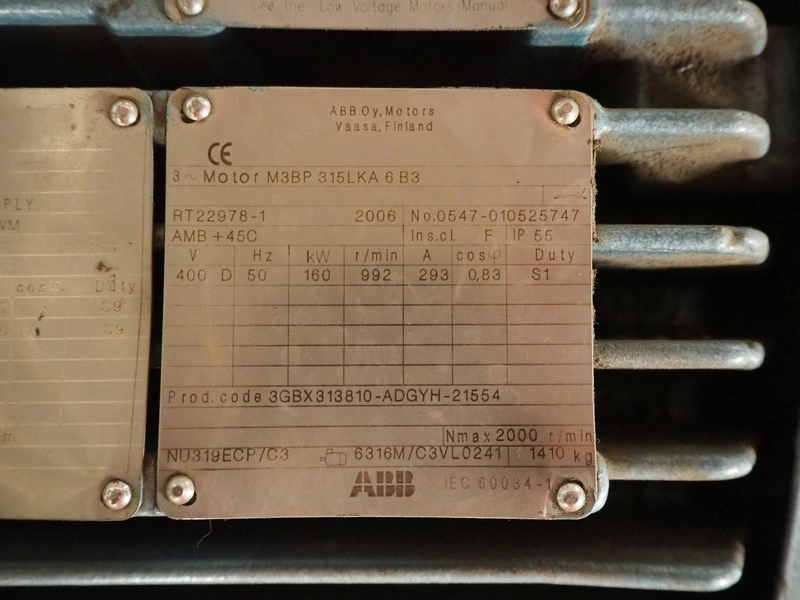 See the Low Voltage Motors Manual
ABB Oy, Motors
Vaasa, Finland
CE
3 ~ Motor M3BP 315LKA 6 B3
RT22978-1 2006 No. 0547-010525747
AMB +45C Ins.cl. F IP 55
V Hz kW r/min A cosφ Duty
400 D 50 160 992 293 0,83 S1
Prod. code 3GBX313810-ADGYH-21554
Nmax 2000 r/min
NU319ECP/C3 6316M/C3VL0241 1410 kg
ABB IEC 60034-1
PLY
WM
cos Duty
S9
S9